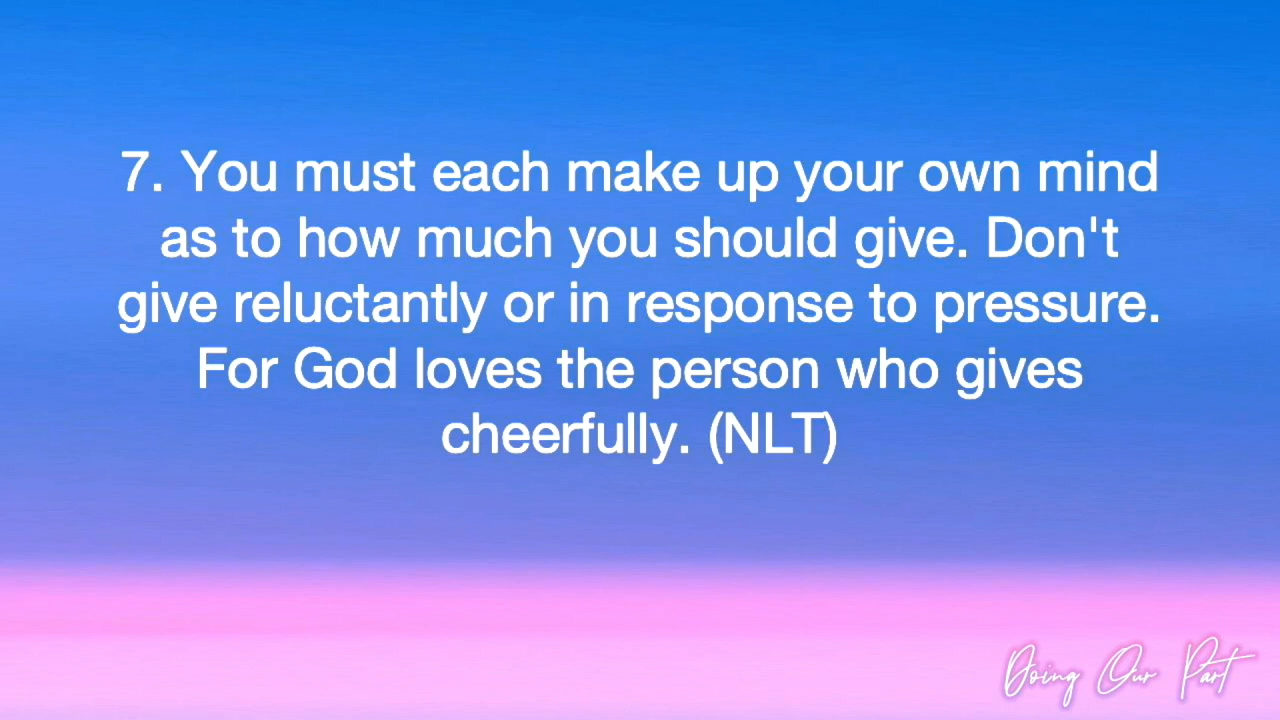 7. You must each make up your own mind
as to how much you should give. Don't
give reluctantly or in response to pressure.
For God loves the person who gives
cheerfully. (NLT)
Doing Our Part